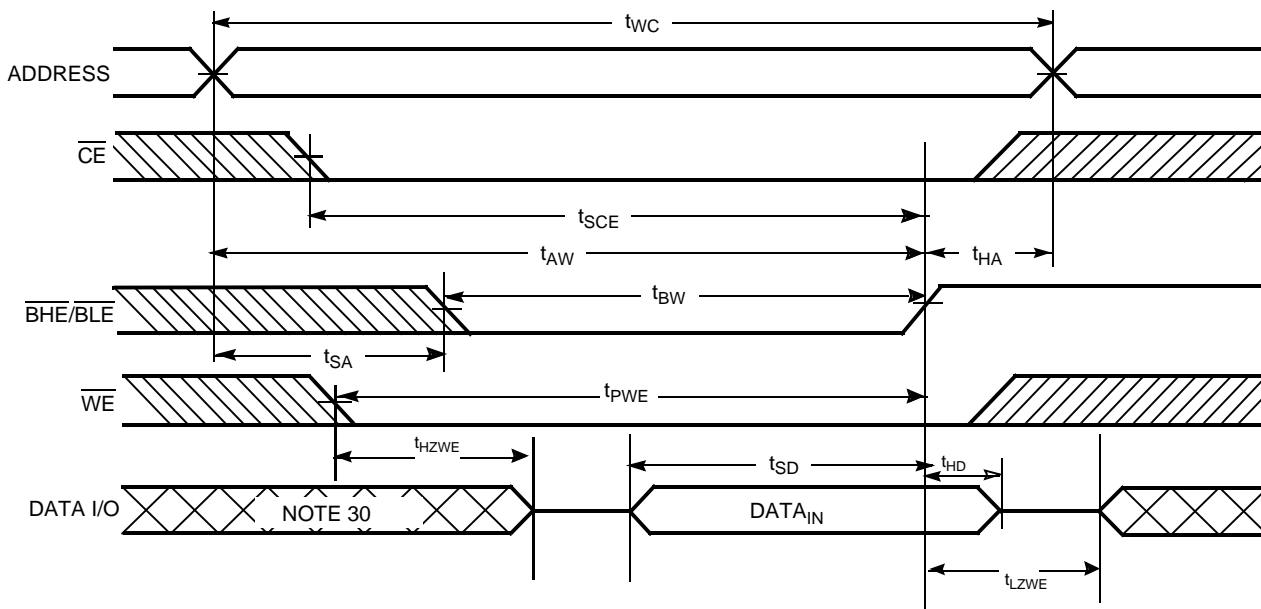 tWC
ADDRESS
CE
tSCE
tAW
tHA
BHE/BLE
tBW
tSA
WE
tPWE
tHZWE
tSD
tHD
DATA I/O
NOTE 30
DATAIN
tLZWE